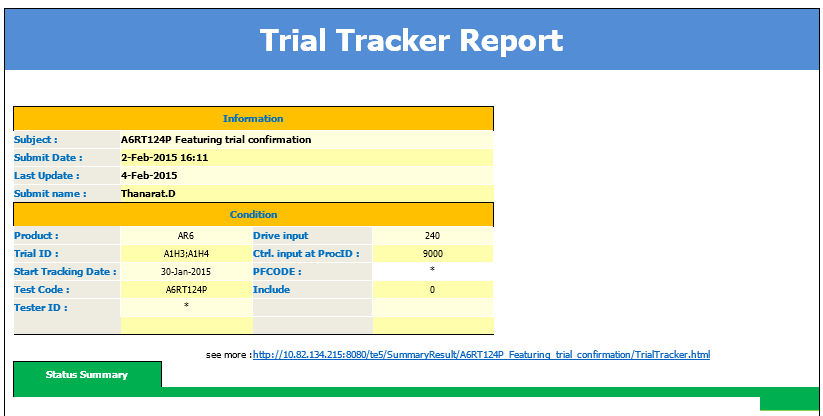 Trial Tracker Report
Information
Subject : A6RT124P Featuring trial confirmation
Submit Date : 2-Feb-2015 16:11
Last Update : 4-Feb-2015
Submit name : Thanarat.D
Condition
Product : AR6 Drive input 240
Trial ID : A1H3;A1H4 Ctrl. input at ProcID : 9000
Start Tracking Date : 30-Jan-2015 PFCODE : *
Test Code : A6RT124P Include 0
Tester ID : *
see more :http://10.82.134.215:8080/te5/SummaryResult/A6RT124P_Featuring_trial_confirmation/TrialTracker.html
Status Summary